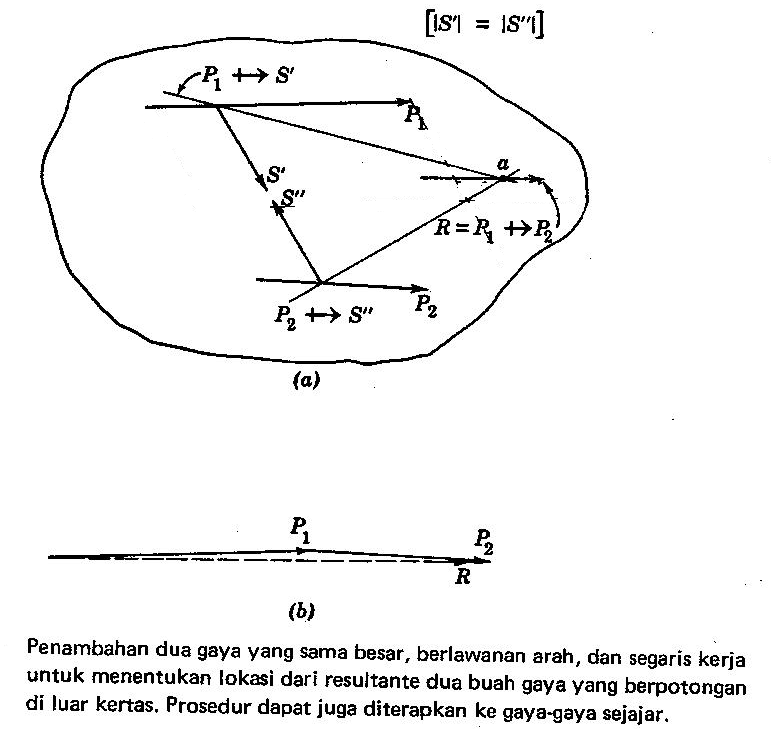 [|S'| = |S''|]
P₁ ↔ S'
P₁
a
S'
S''
R = P₁ ↔ P₂
P₂
P₂ ↔ S''
(a)
P₁
P₂
R
(b)
Penambahan dua gaya yang sama besar, berlawanan arah, dan segaris kerja
untuk menentukan lokasi dari resultante dua buah gaya yang berpotongan
di luar kertas. Prosedur dapat juga diterapkan ke gaya-gaya sejajar.